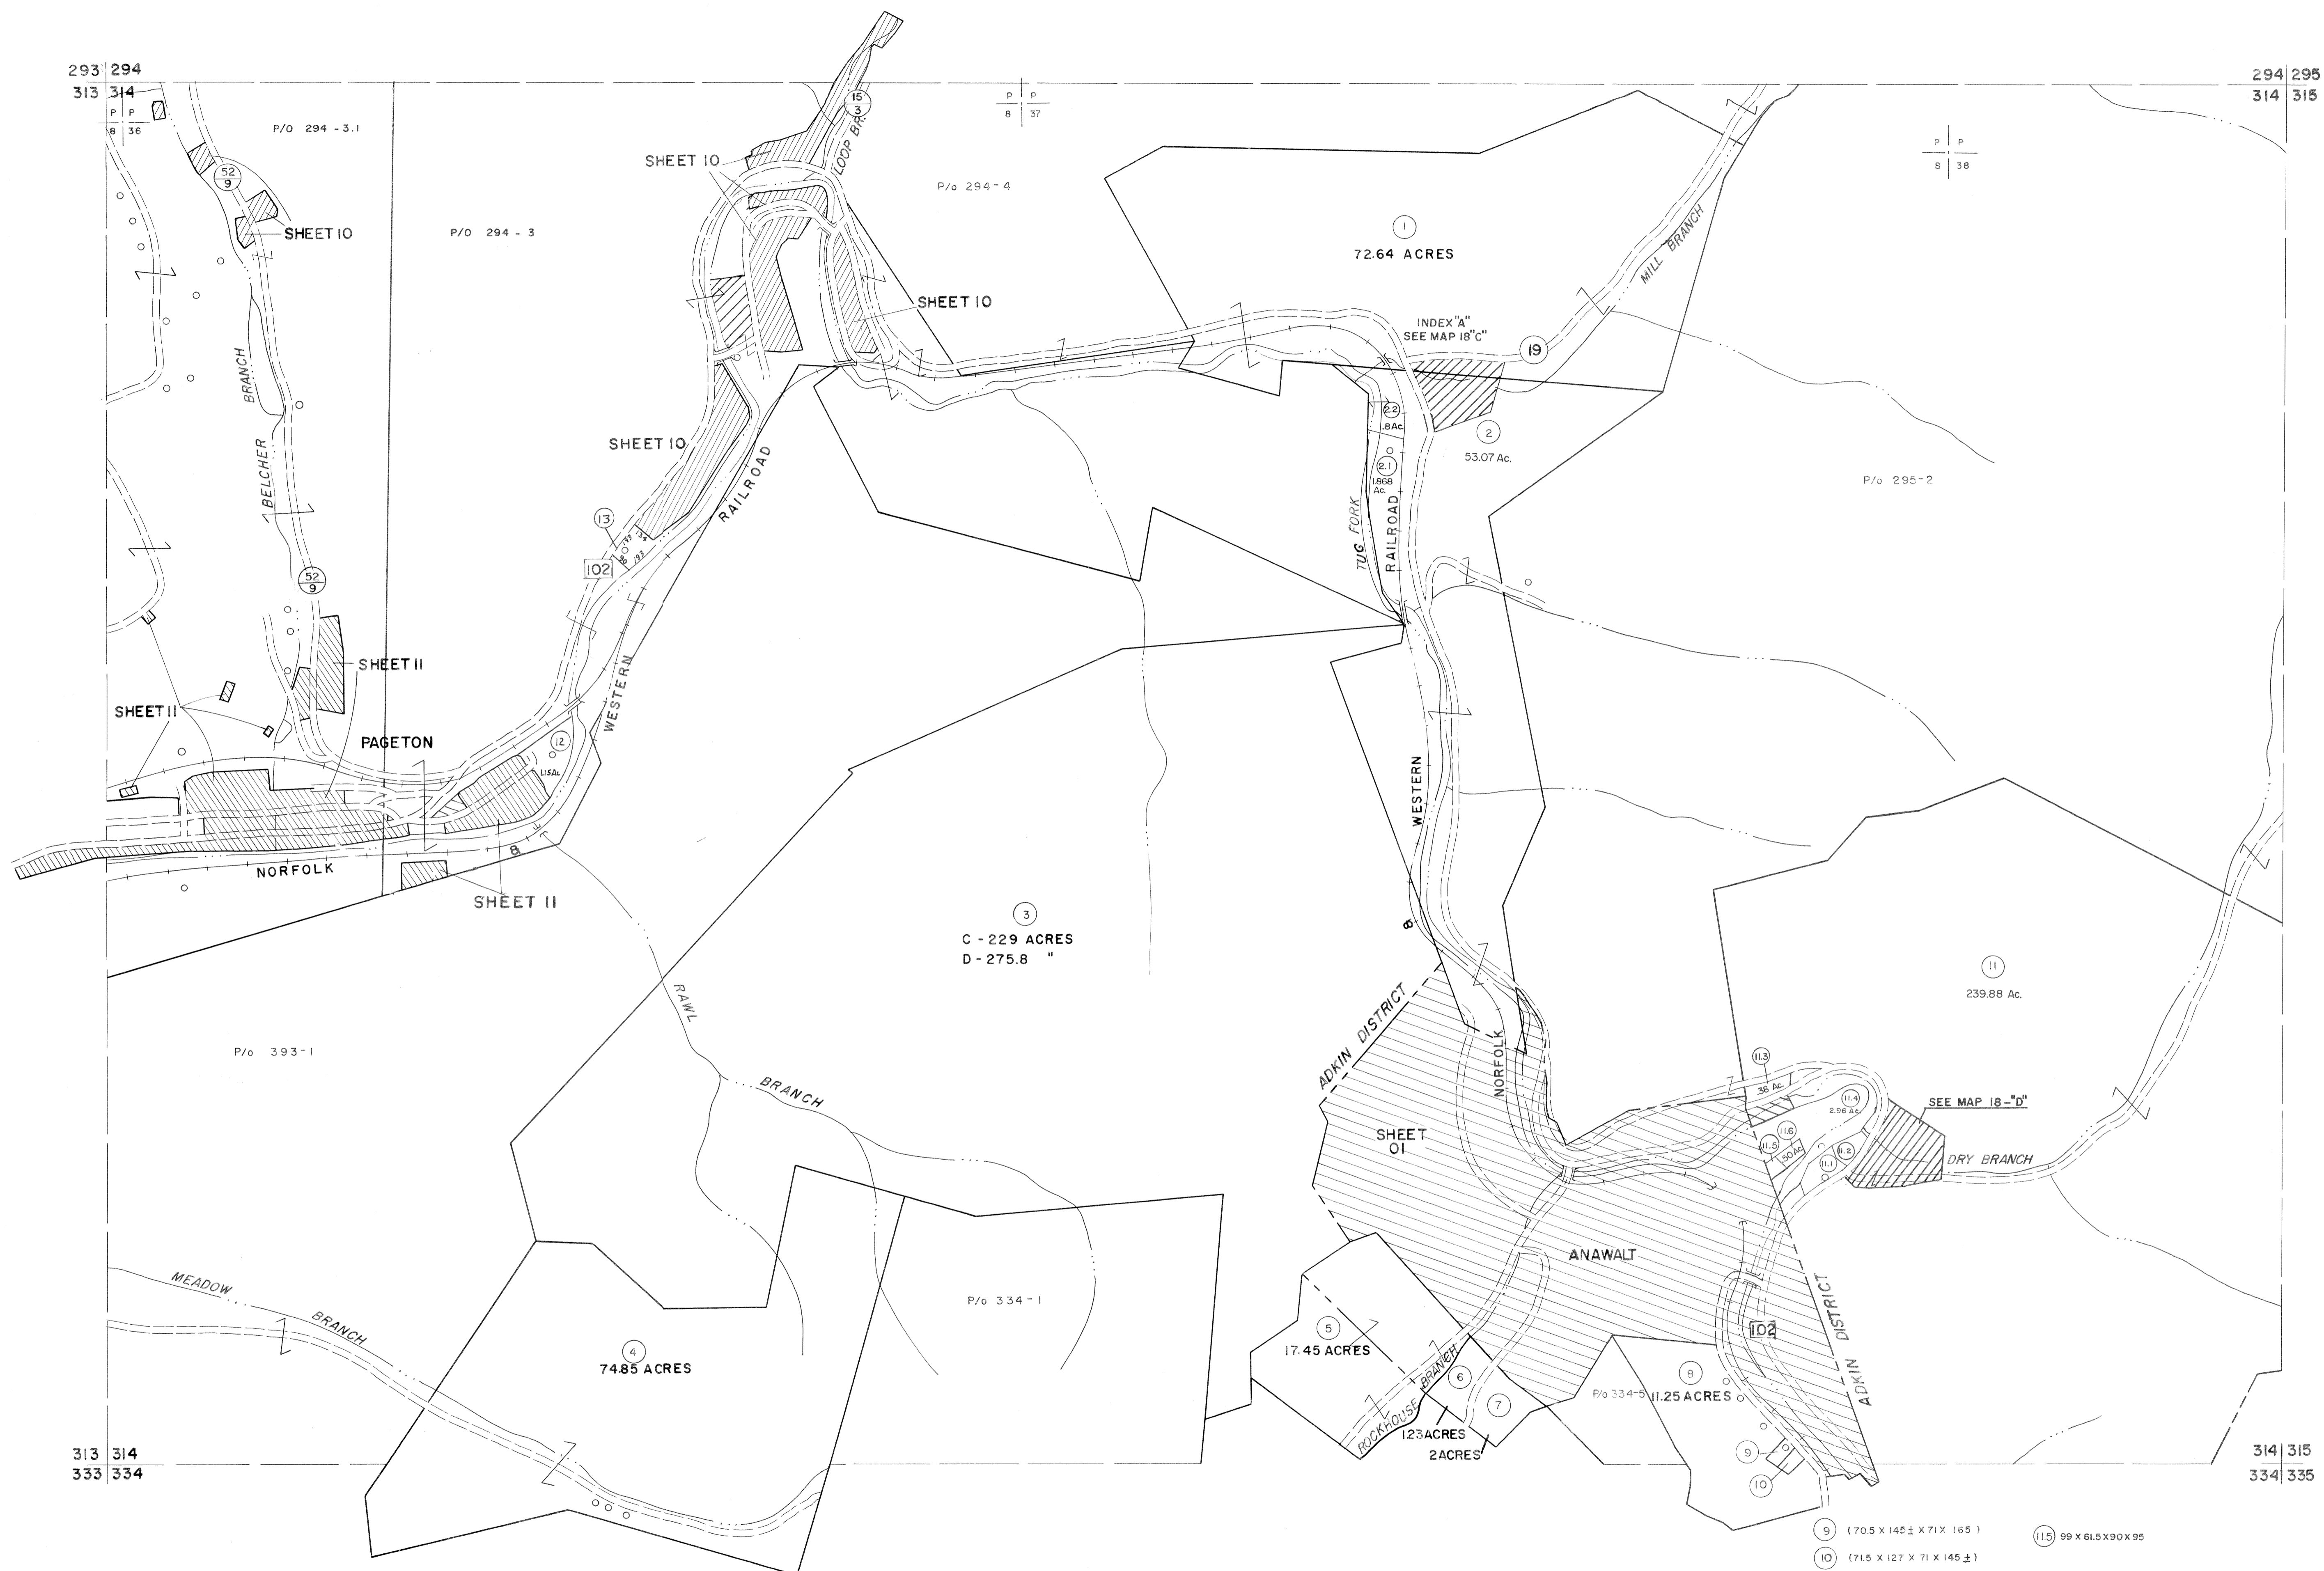 293 294
313 314
P P
8 36
P/O 294 - 3.1
52
9
SHEET 10
P/O 294 - 3
SHEET 10
15
3
LOOP BR.
P P
8 37
P/o 294-4
1
72.64 ACRES
MILL BRANCH
P P
8 38
294 295
314 315
SHEET 10
INDEX "A"
SEE MAP 18"C"
19
BRANCH
BELCHER
SHEET 10
RAILROAD
2.2
.8 Ac.
2.1
1.868
Ac.
2
53.07 Ac.
P/o 295-2
TUG FORK
RAILROAD
13
193
193
102
52
9
SHEET 11
SHEET 11
WESTERN
PAGETON
12
1.15 Ac.
NORFOLK
SHEET 11
WESTERN
3
C - 229 ACRES
D - 275.8 "
RAWL
BRANCH
P/o 393-1
11
239.88 Ac.
ADKIN DISTRICT
NORFOLK
SHEET
01
11.3
.38 Ac.
11.4
2.96 Ac.
11.6
.50 Ac.
11.5
11.1
11.2
SEE MAP 18-"D"
DRY BRANCH
ANAWALT
MEADOW
BRANCH
P/o 334-1
4
74.85 ACRES
5
17.45 ACRES
ROCKHOUSE BRANCH
6
1.23 ACRES
7
2 ACRES
102
ADKIN DISTRICT
8
P/o 334-5 11.25 ACRES
9
10
313 314
333 334
314 315
334 335
9 (70.5 X 145± X 71 X 165 )
11.5 99 X 61.5 X 90 X 95
10 (71.5 X 127 X 71 X 145 ±)